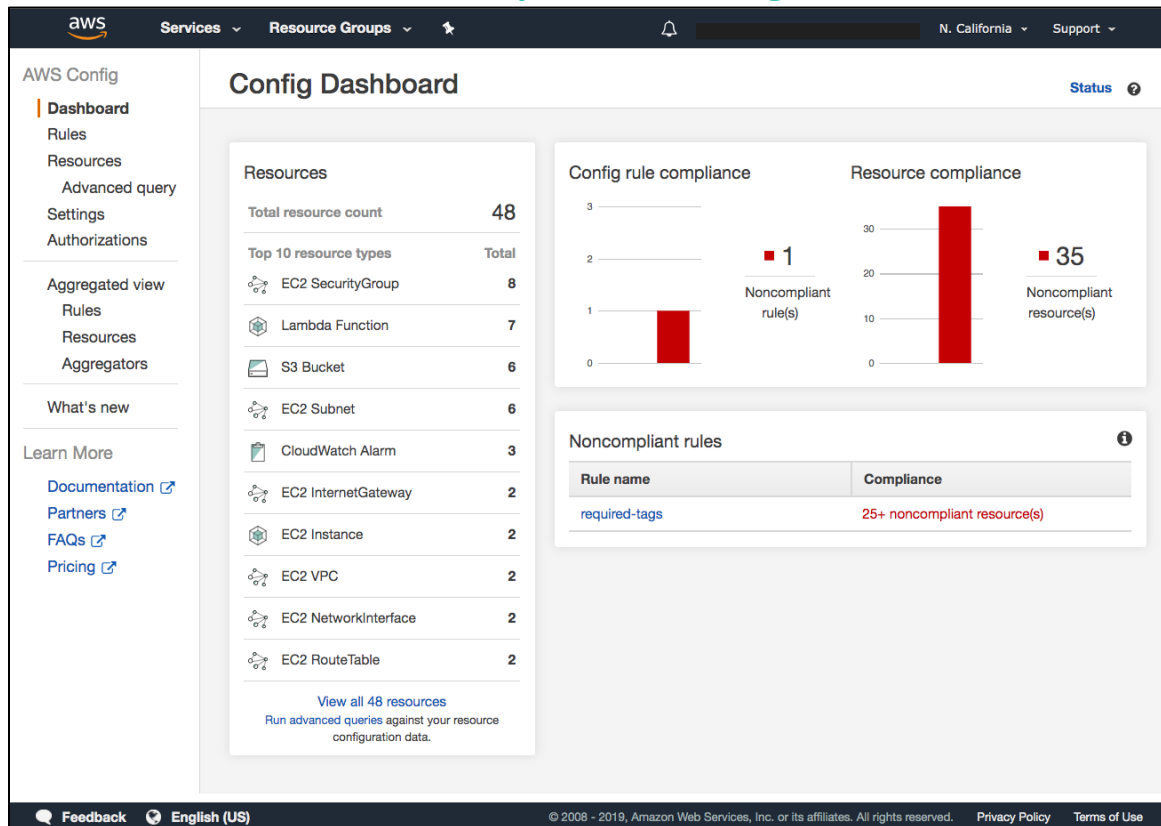 aws
Services
Resource Groups
N. California
Support
AWS Config
Dashboard
Rules
Resources
Advanced query
Settings
Authorizations
Aggregated view
Rules
Resources
Aggregators
What's new
Learn More
Documentation
Partners
FAQs
Pricing
Config Dashboard
Status
Resources
Total resource count 48
Top 10 resource types Total
EC2 SecurityGroup 8
Lambda Function 7
S3 Bucket 6
EC2 Subnet 6
CloudWatch Alarm 3
EC2 InternetGateway 2
EC2 Instance 2
EC2 VPC 2
EC2 NetworkInterface 2
EC2 RouteTable 2
View all 48 resources
Run advanced queries against your resource
configuration data.
Config rule compliance
3
2
1
0
1
Noncompliant
rule(s)
Resource compliance
30
20
10
0
35
Noncompliant
resource(s)
Noncompliant rules
Rule name Compliance
required-tags 25+ noncompliant resource(s)
Feedback
English (US)
© 2008 - 2019, Amazon Web Services, Inc. or its affiliates. All rights reserved.
Privacy Policy
Terms of Use